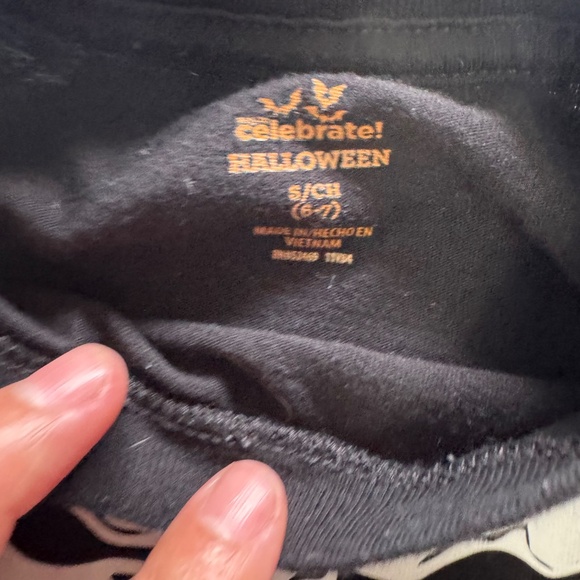 celebrate!
HALLOWEEN
S/CH
(6-7)
MADE IN/HECHO EN
VIETNAM